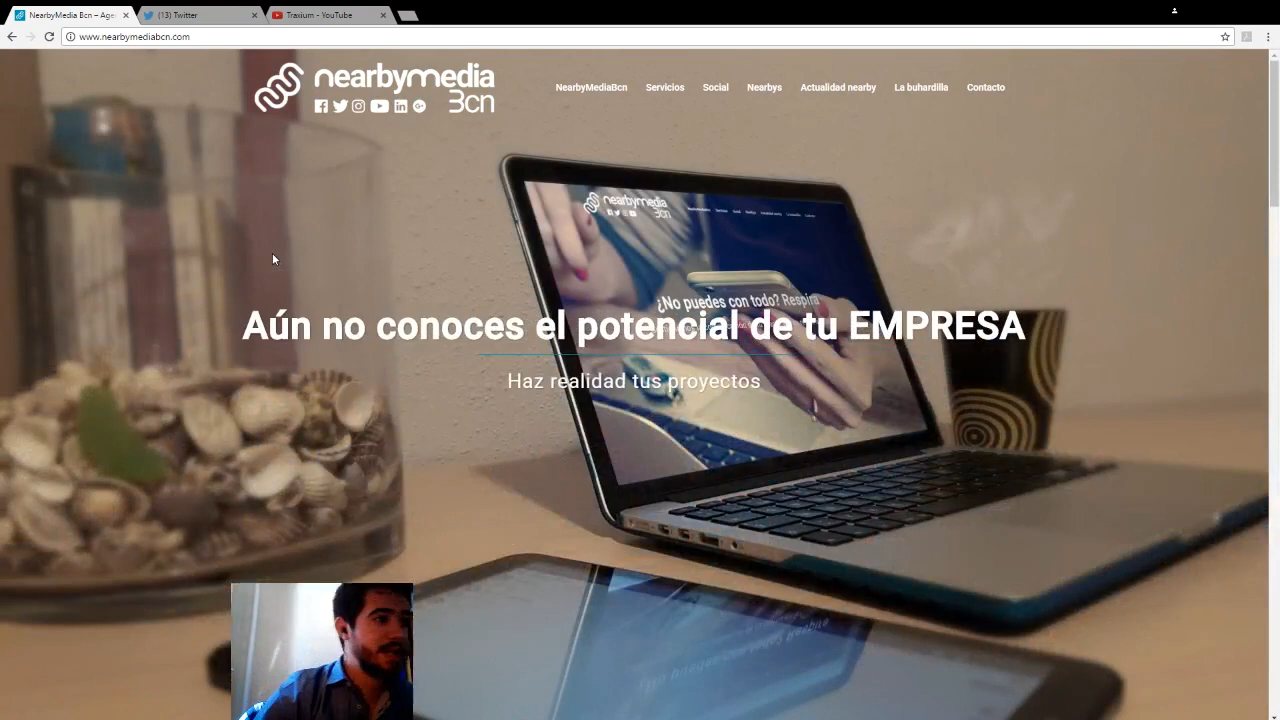 NearbyMedia Bcn – Age
(13) Twitter
Traxium - YouTube
www.nearbymediabcn.com
nearbymedia
Bcn
NearbyMediaBcn
Servicios
Social
Nearbys
Actualidad nearby
La buhardilla
Contacto
nearbymedia
Bcn
¿No puedes con todo? Respira
Aún no conoces el potencial de tu EMPRESA
Haz realidad tus proyectos